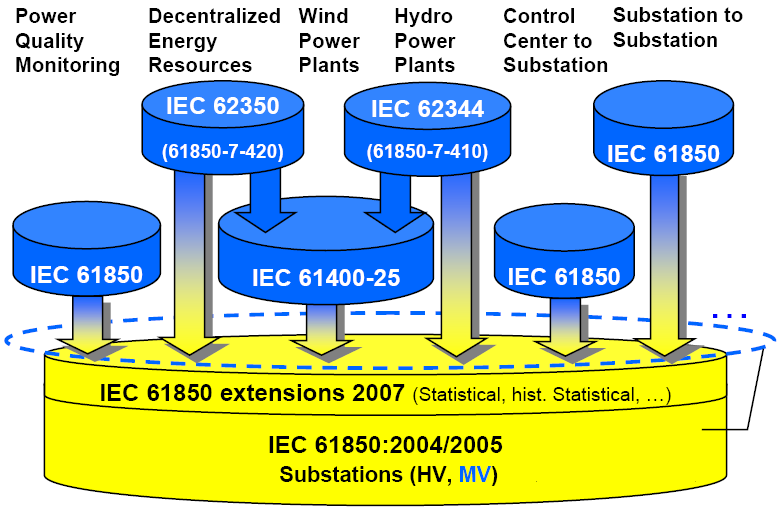 Power
Quality
Monitoring
Decentralized
Energy
Resources
Wind
Power
Plants
Hydro
Power
Plants
Control
Center to
Substation
Substation to
Substation
IEC 62350
(61850-7-420)
IEC 62344
(61850-7-410)
IEC 61850
IEC 61850
IEC 61400-25
IEC 61850
...
IEC 61850 extensions 2007 (Statistical, hist. Statistical, ...)
IEC 61850:2004/2005
Substations (HV, MV)